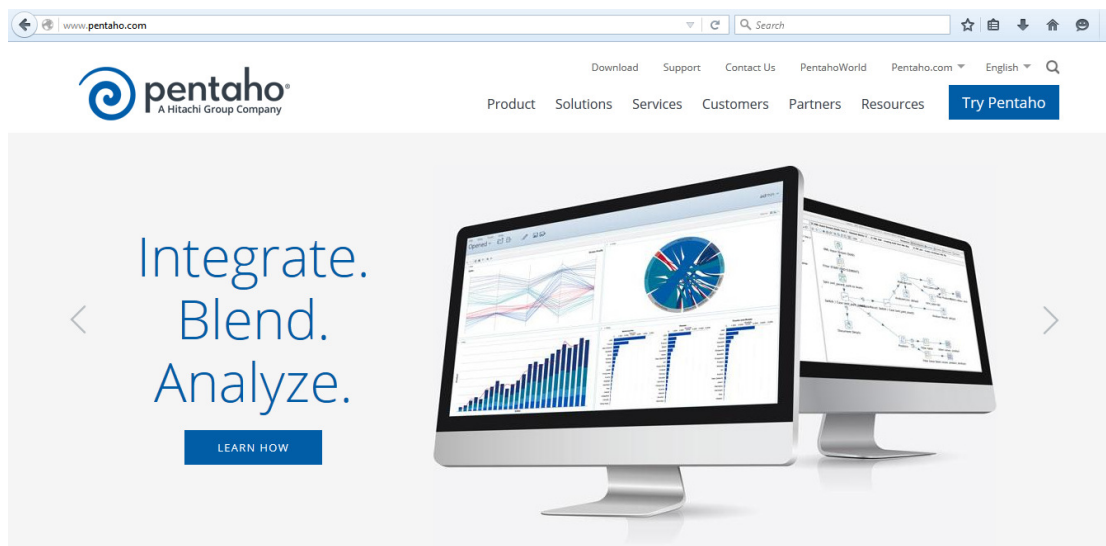 www.pentaho.com
Search
Download Support Contact Us PentahoWorld Pentaho.com English
pentaho®
A Hitachi Group Company
Product Solutions Services Customers Partners Resources Try Pentaho
Opened
Integrate.
Blend.
Analyze.
LEARN HOW